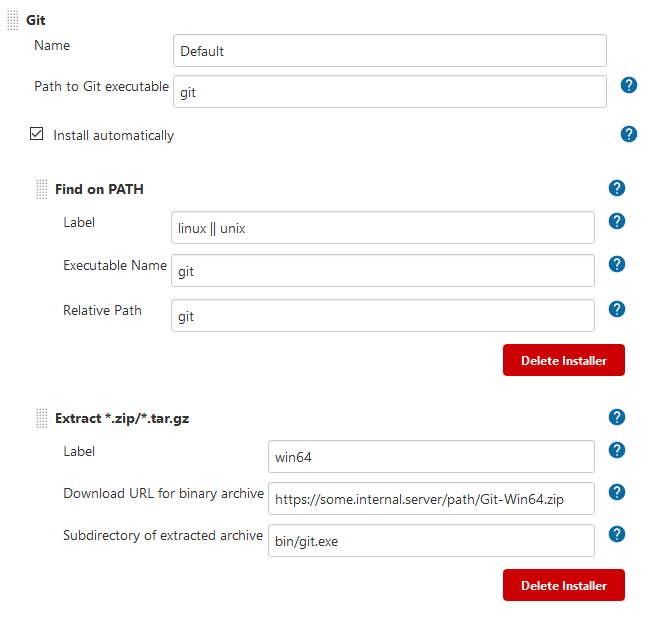 Git
Name
Default
Path to Git executable
git
?
Install automatically
?
Find on PATH
?
Label
linux || unix
?
Executable Name
git
?
Relative Path
git
?
Delete Installer
Extract *.zip/*.tar.gz
?
Label
win64
?
Download URL for binary archive
https://some.internal.server/path/Git-Win64.zip
?
Subdirectory of extracted archive
bin/git.exe
?
Delete Installer